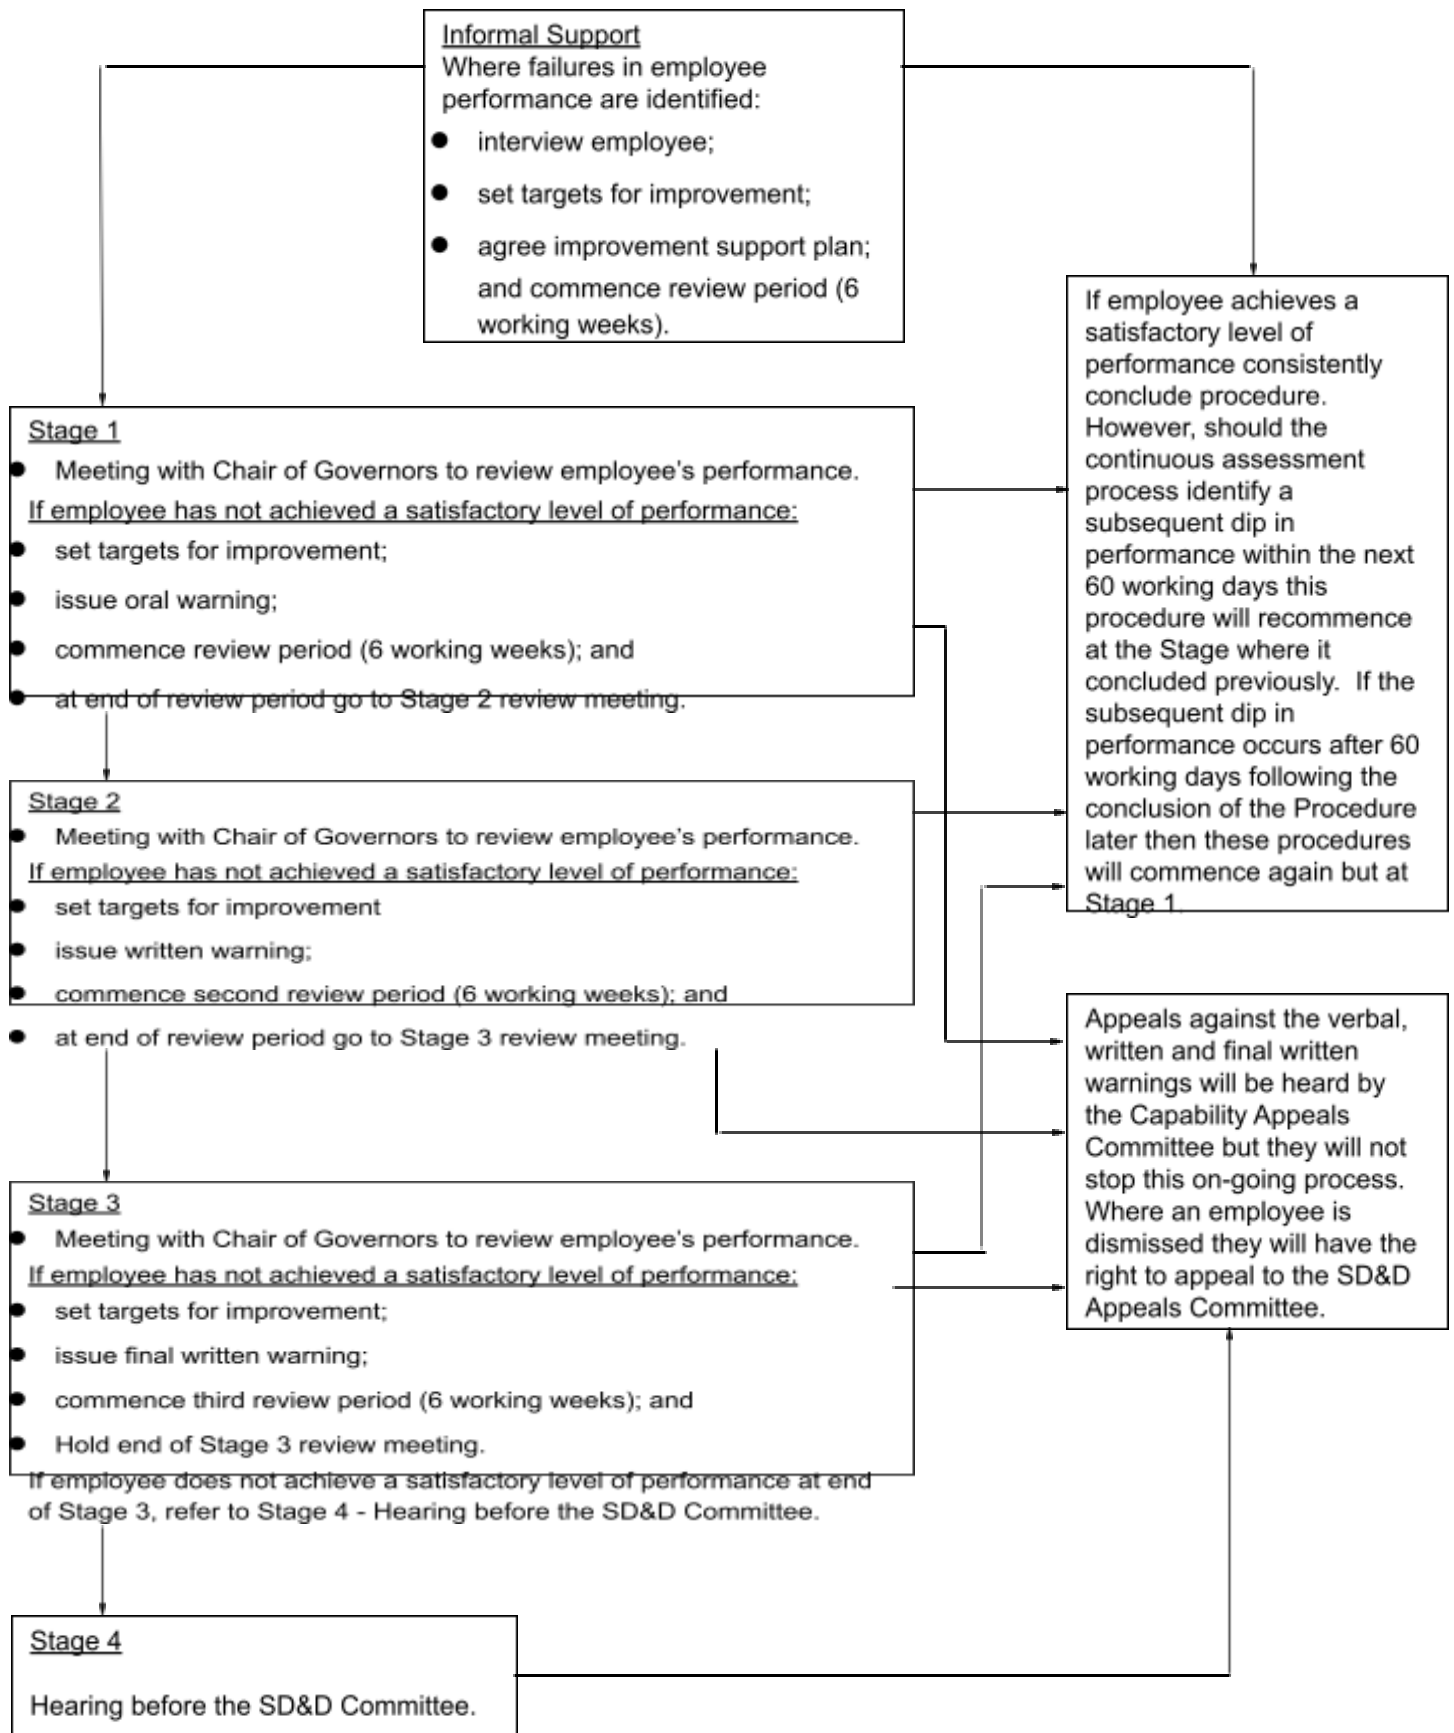 Informal Support
Where failures in employee
performance are identified:
● interview employee;
● set targets for improvement;
● agree improvement support plan;
and commence review period (6
working weeks).
If employee achieves a
satisfactory level of
performance consistently
conclude procedure.
However, should the
continuous assessment
process identify a
subsequent dip in
performance within the next
60 working days this
procedure will recommence
at the Stage where it
concluded previously.  If the
subsequent dip in
performance occurs after 60
working days following the
conclusion of the Procedure
later then these procedures
will commence again but at
Stage 1.
Stage 1
● Meeting with Chair of Governors to review employee's performance.
If employee has not achieved a satisfactory level of performance:
● set targets for improvement;
● issue oral warning;
● commence review period (6 working weeks); and
● at end of review period go to Stage 2 review meeting.
Stage 2
● Meeting with Chair of Governors to review employee's performance.
If employee has not achieved a satisfactory level of performance:
● set targets for improvement
● issue written warning;
● commence second review period (6 working weeks); and
● at end of review period go to Stage 3 review meeting.
Appeals against the verbal,
written and final written
warnings will be heard by
the Capability Appeals
Committee but they will not
stop this on-going process.
Where an employee is
dismissed they will have the
right to appeal to the SD&D
Appeals Committee.
Stage 3
● Meeting with Chair of Governors to review employee's performance.
If employee has not achieved a satisfactory level of performance:
● set targets for improvement;
● issue final written warning;
● commence third review period (6 working weeks); and
● Hold end of Stage 3 review meeting.
If employee does not achieve a satisfactory level of performance at end
of Stage 3, refer to Stage 4 - Hearing before the SD&D Committee.
Stage 4
Hearing before the SD&D Committee.